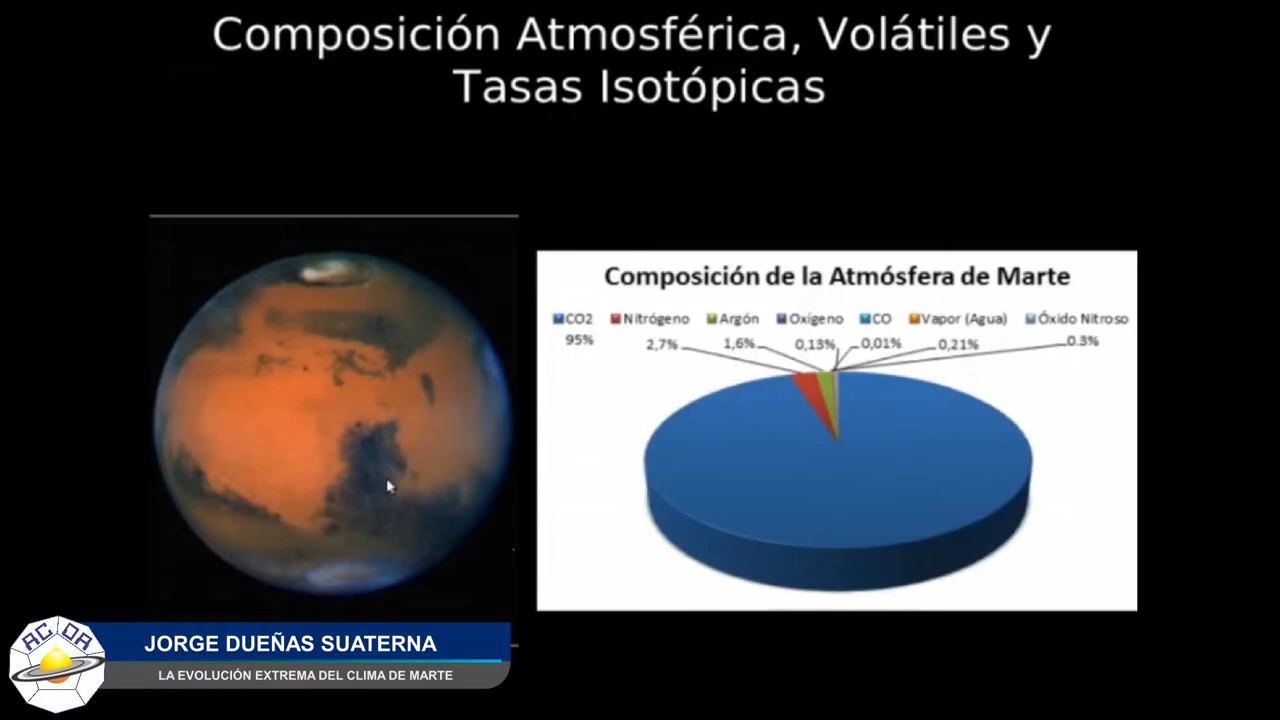 Composición Atmosférica, Volátiles y
Tasas Isotópicas
Composición de la Atmósfera de Marte
CO2 Nitrógeno Argón Oxígeno CO Vapor (Agua) Óxido Nitroso
95% 2,7% 1,6% 0,13% 0,01% 0,21% 0.3%
ACDA
JORGE DUEÑAS SUATERNA
LA EVOLUCIÓN EXTREMA DEL CLIMA DE MARTE